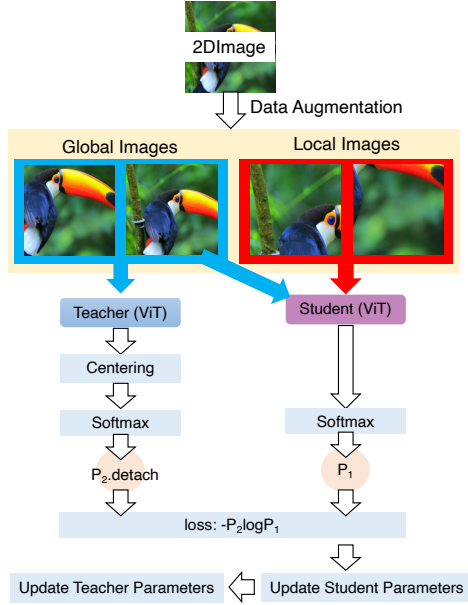 2DImage
Data Augmentation
Global Images
Local Images
Teacher (ViT)
Student (ViT)
Centering
Softmax
Softmax
P₂.detach
P₁
loss: -P₂logP₁
Update Teacher Parameters
Update Student Parameters